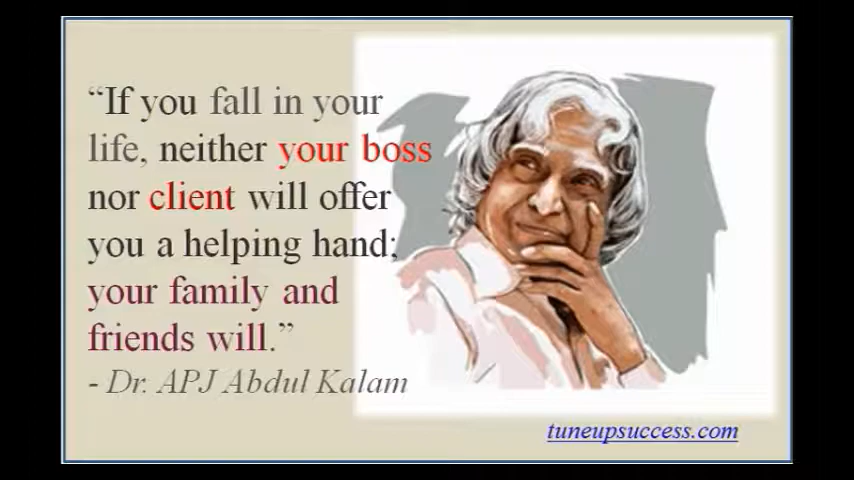 “If you fall in your
life, neither your boss
nor client will offer
you a helping hand;
your family and
friends will.”
- Dr. APJ Abdul Kalam
tuneupsuccess.com